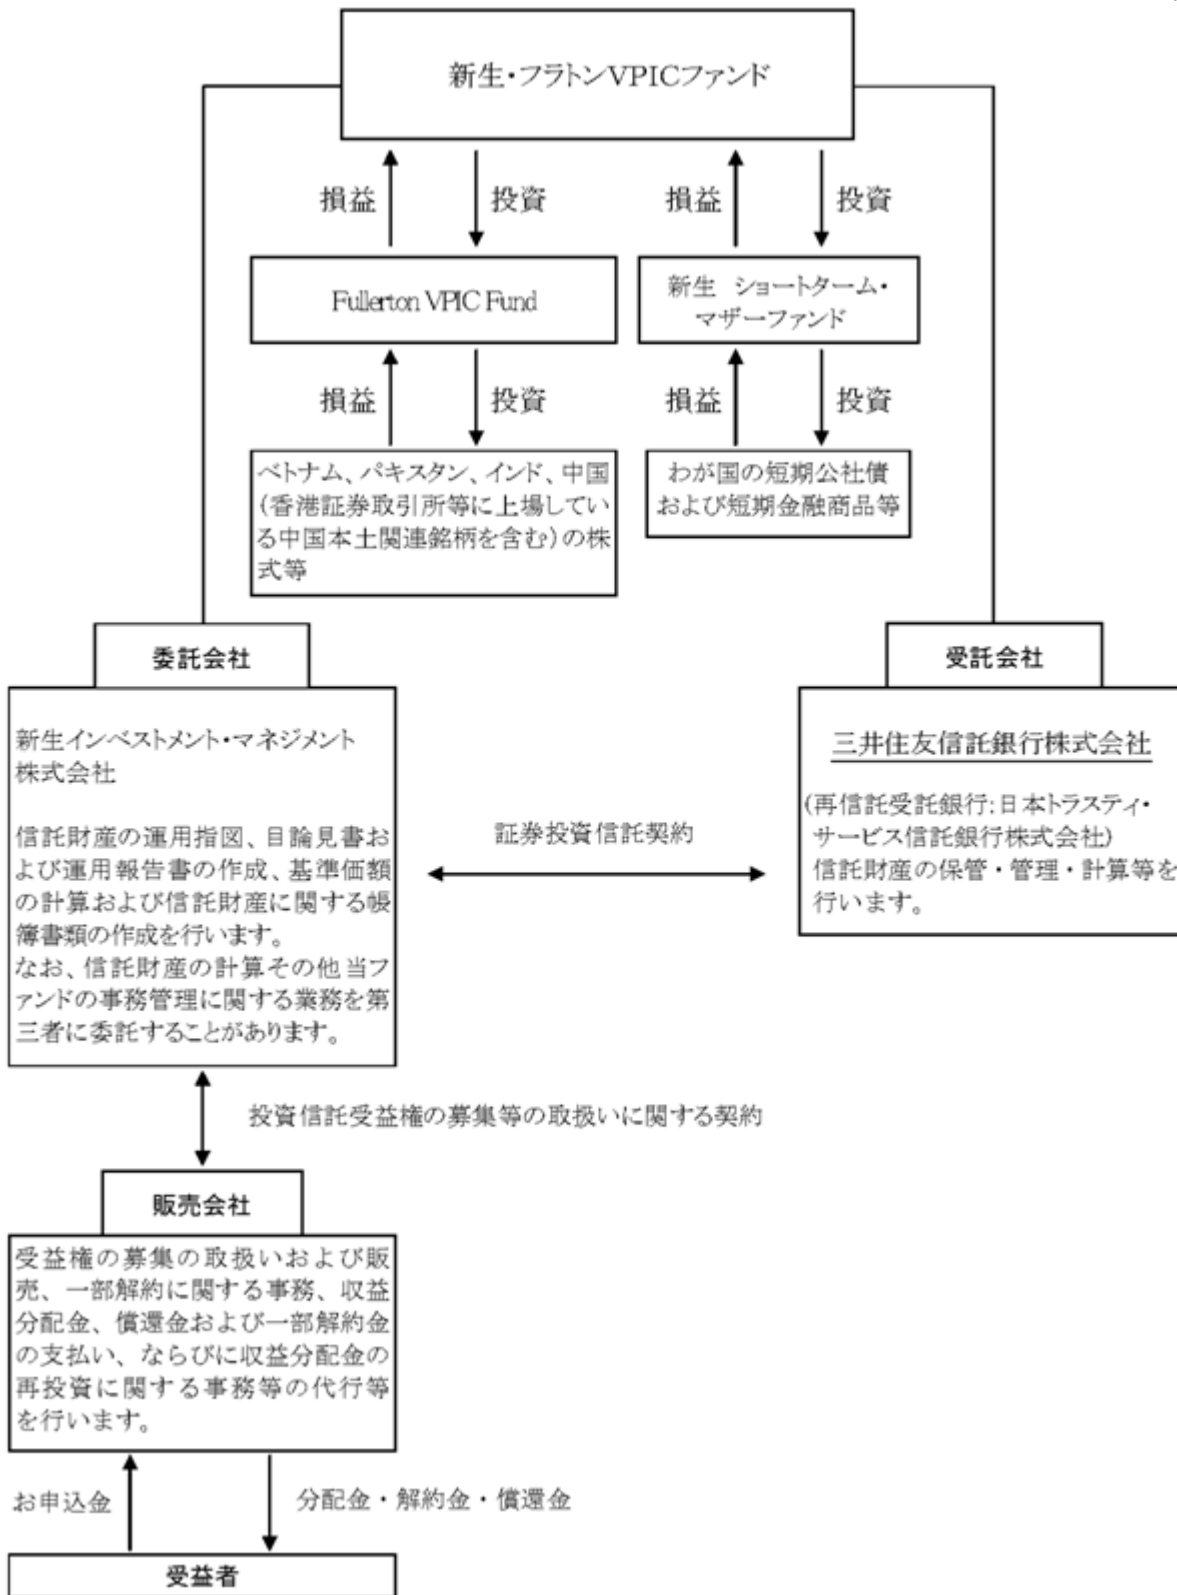 新生・フラトンVPICファンド
損益
投資
損益
投資
Fullerton VPIC Fund
新生 ショートターム・
マザーファンド
損益
投資
損益
投資
ベトナム、パキスタン、インド、中国
(香港証券取引所等に上場してい
る中国本土関連銘柄を含む)の株
式等
わが国の短期公社債
および短期金融商品等
委託会社
受託会社
新生インベストメント・マネジメント
株式会社
信託財産の運用指図、目論見書お
よび運用報告書の作成、基準価額
の計算および信託財産に関する帳
簿書類の作成を行います。
なお、信託財産の計算その他当フ
ァンドの事務管理に関する業務を第
三者に委託することがあります。
証券投資信託契約
三井住友信託銀行株式会社
(再信託受託銀行:日本トラスティ・
サービス信託銀行株式会社)
信託財産の保管・管理・計算等を
行います。
投資信託受益権の募集等の取扱いに関する契約
販売会社
受益権の募集の取扱いおよび販
売、一部解約に関する事務、収益
分配金、償還金および一部解約金
の支払い、ならびに収益分配金の
再投資に関する事務等の代行等
を行います。
お申込金
分配金・解約金・償還金
受益者